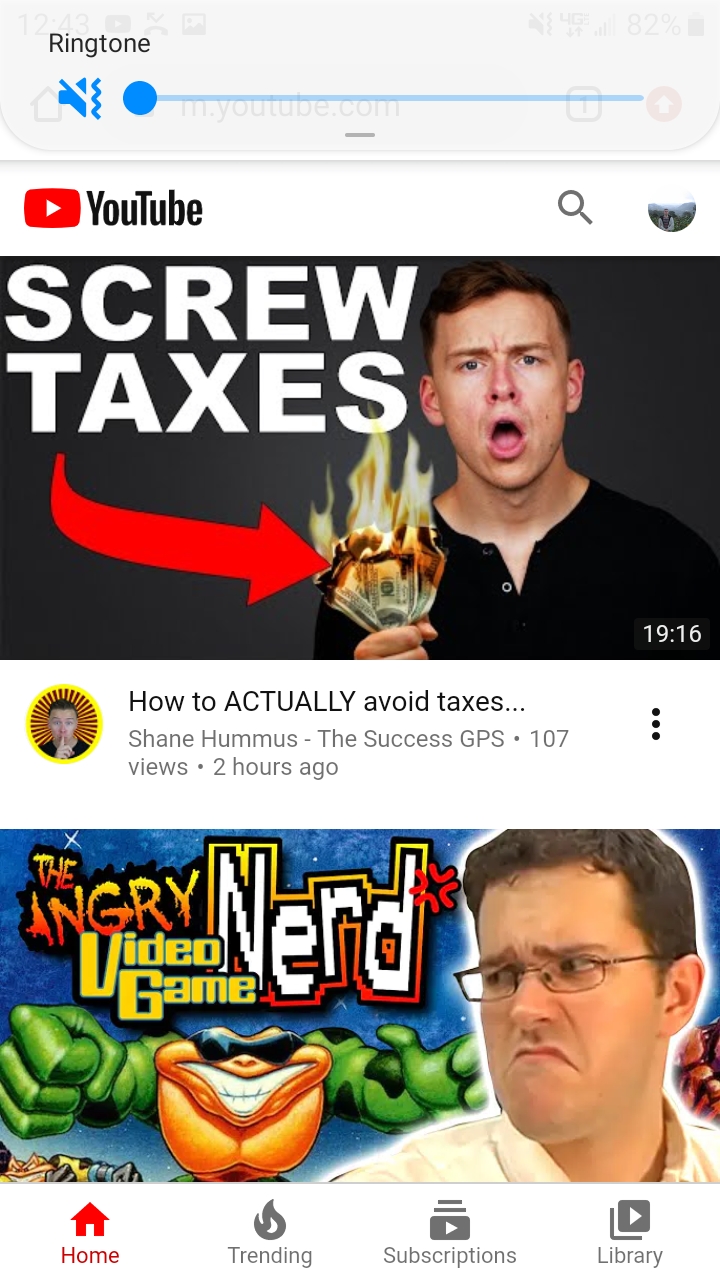 12:43
4GE
82%
Ringtone
m.youtube.com
1
YouTube
SCREW
TAXES
19:16
How to ACTUALLY avoid taxes...
Shane Hummus - The Success GPS • 107
views • 2 hours ago
THE
ANGRY
Video
Game
Nerd
Home
Trending
Subscriptions
Library